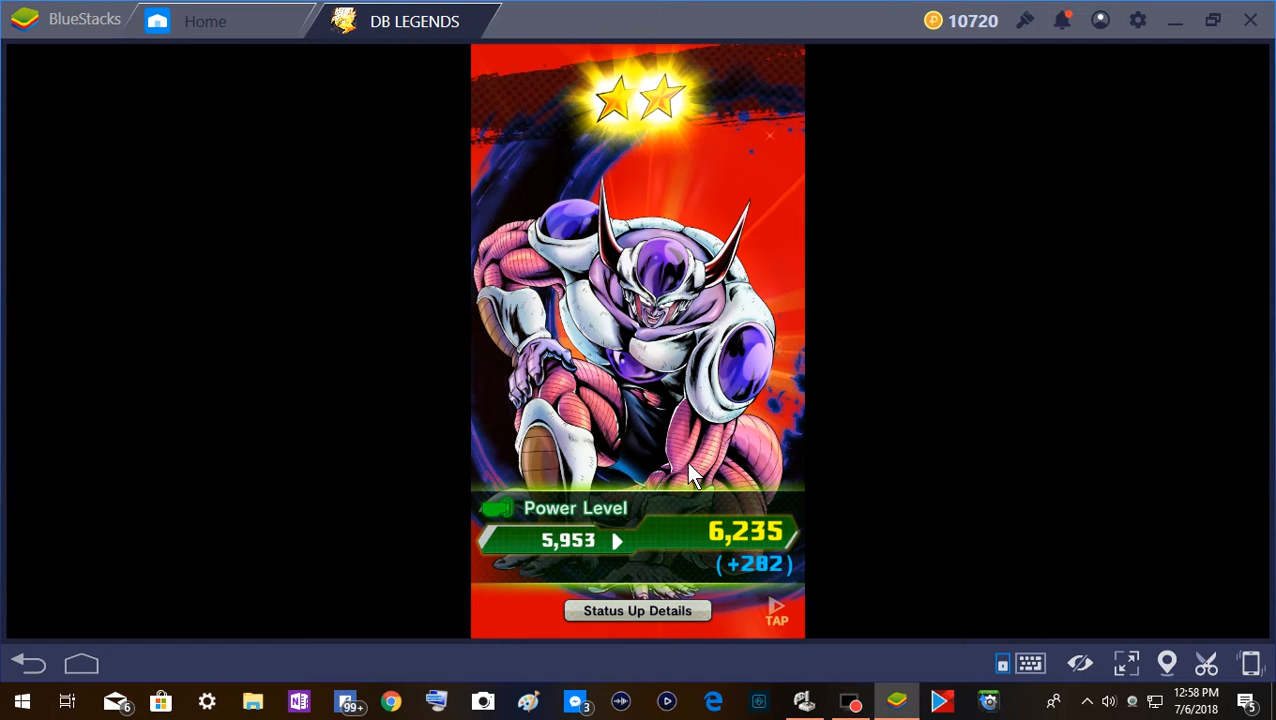 BlueStacks
Home
DB LEGENDS
P 10720
Power Level
5,953
6,235
(+282)
Status Up Details
TAP
6
N
99+
3
12:58 PM
7/6/2018
5